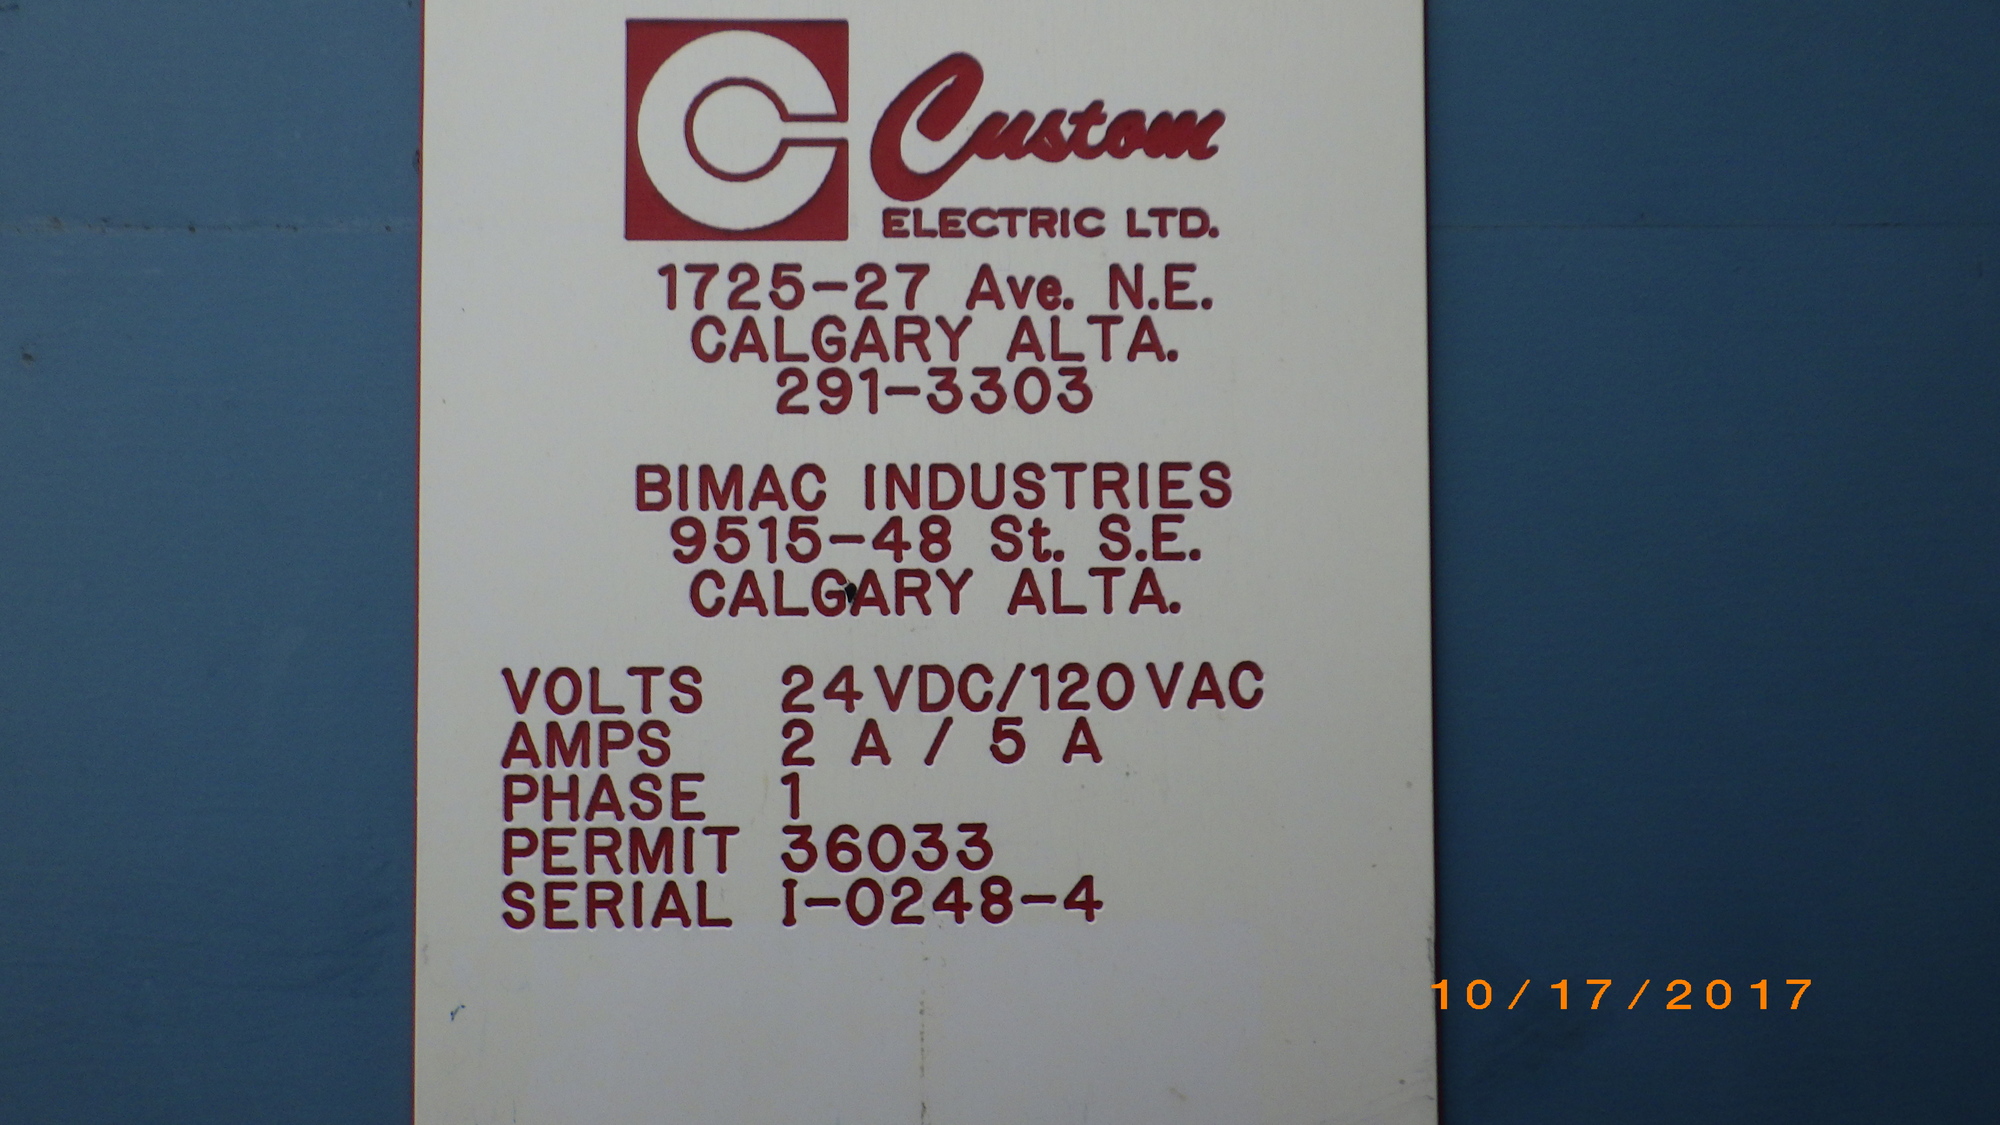 C Custom
ELECTRIC LTD.
1725-27 Ave. N.E.
CALGARY ALTA.
291-3303
BIMAC INDUSTRIES
9515-48 St. S.E.
CALGARY ALTA.
VOLTS 24VDC/120VAC
AMPS 2 A / 5 A
PHASE 1
PERMIT 36033
SERIAL I-0248-4
10/17/2017